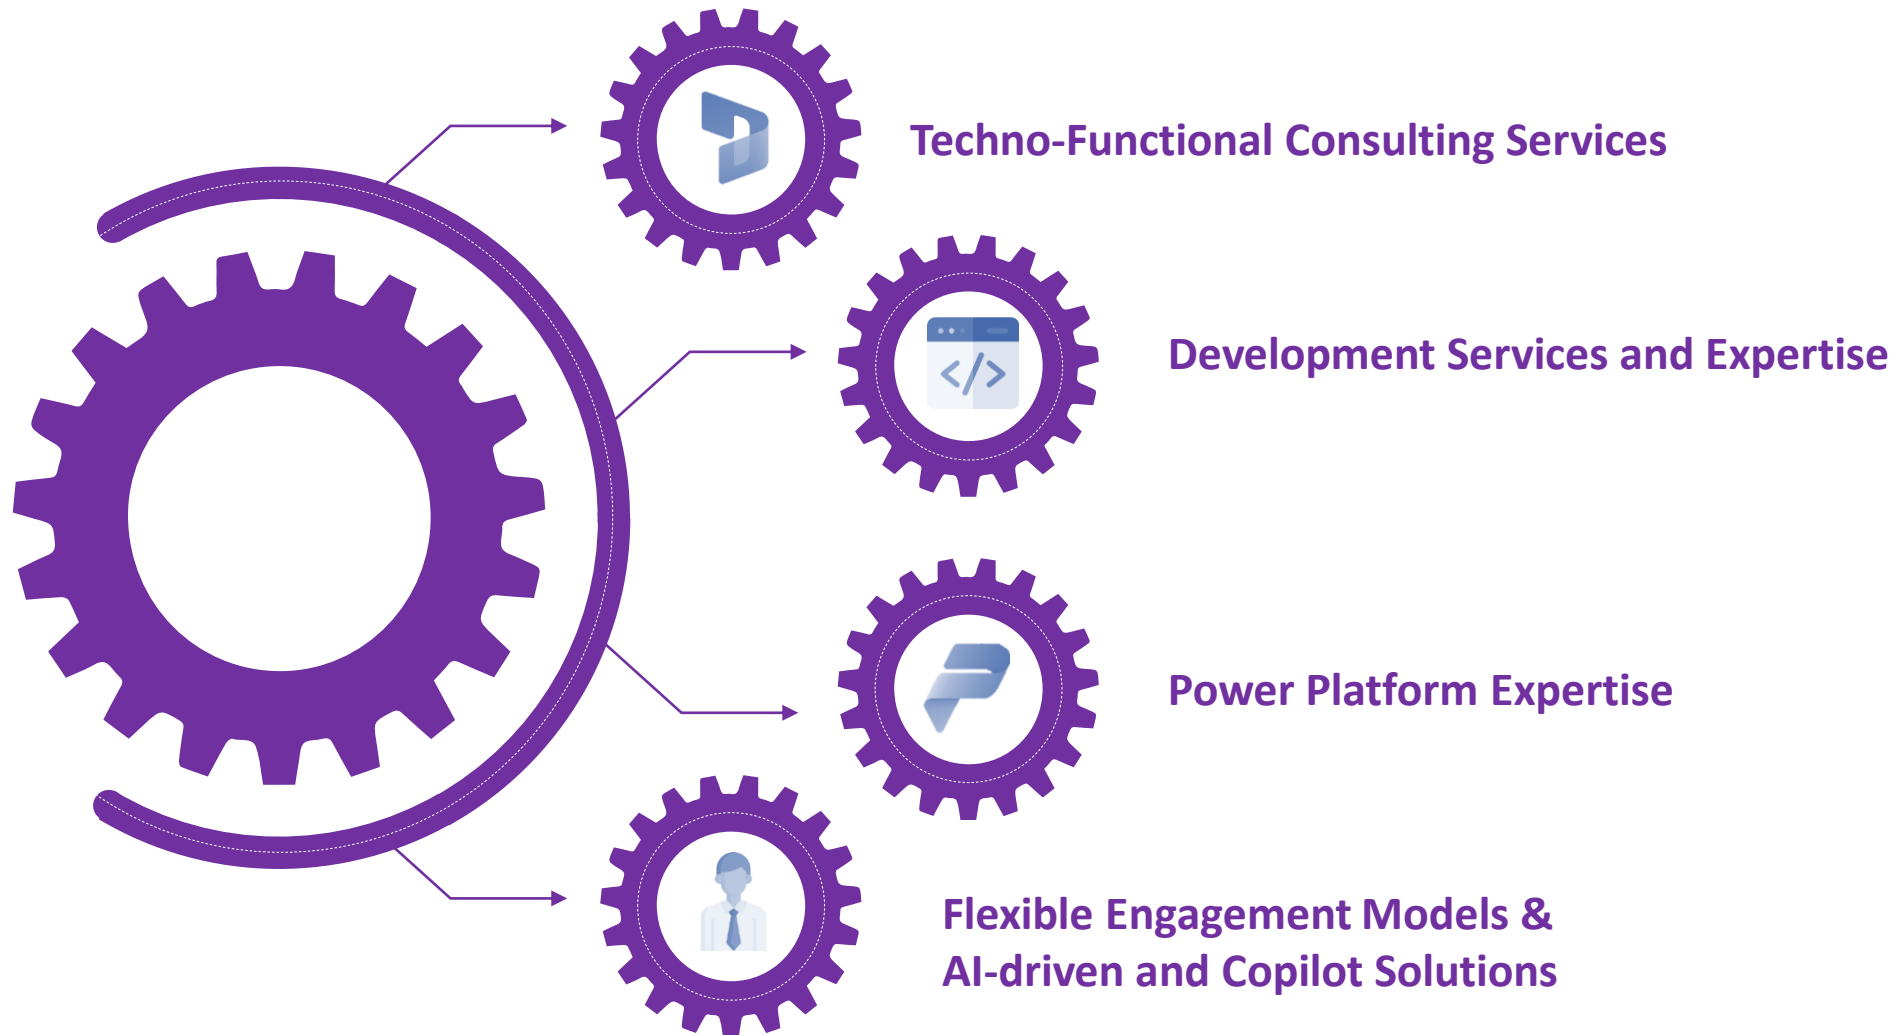 Techno-Functional Consulting Services
Development Services and Expertise
Power Platform Expertise
Flexible Engagement Models &
AI-driven and Copilot Solutions